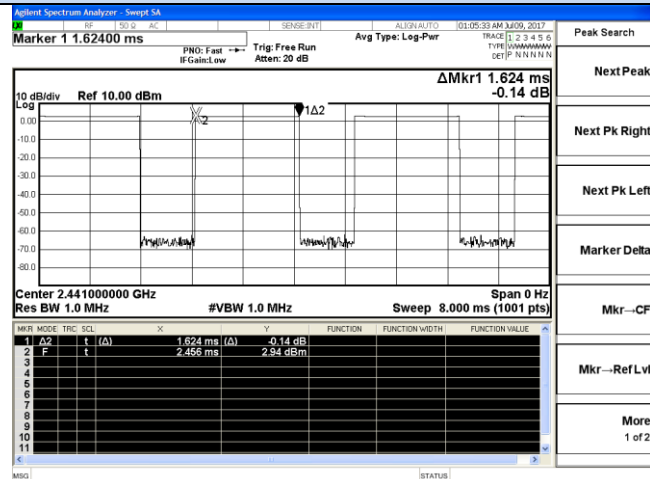 Agilent Spectrum Analyzer - Swept SA
RF 50 Ω AC SENSE:INT ALIGN AUTO 01:05:33 AM Jul 09, 2017
Marker 1 1.62400 ms
PNO: Fast
IFGain:Low
Trig: Free Run
Atten: 20 dB
Avg Type: Log-Pwr
TRACE 1 2 3 4 5 6
TYPE WWWWWW
DET P N N N N N
Peak Search
Next Peak
Next Pk Right
Next Pk Left
Marker Delta
Mkr→CF
Mkr→Ref Lvl
More
1 of 2
ΔMkr1 1.624 ms
-0.14 dB
10 dB/div Ref 10.00 dBm
Log
0.00
-10.0
-20.0
-30.0
-40.0
-50.0
-60.0
-70.0
-80.0
2
1Δ2
Center 2.441000000 GHz Span 0 Hz
Res BW 1.0 MHz #VBW 1.0 MHz Sweep 8.000 ms (1001 pts)
MKR MODE TRC SCL X Y FUNCTION FUNCTION WIDTH FUNCTION VALUE
1 Δ2 t (Δ) 1.624 ms (Δ) -0.14 dB
2 F t 2.456 ms 2.94 dBm
3
4
5
6
7
8
9
10
11
MSG STATUS